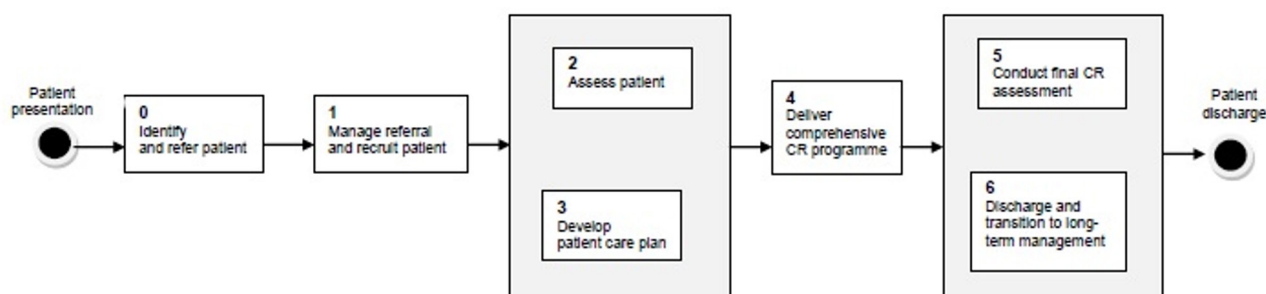 Patient
presentation
0
Identify
and refer patient
1
Manage referral
and recruit patient
2
Assess patient
3
Develop
patient care plan
4
Deliver
comprehensive
CR programme
5
Conduct final CR
assessment
6
Discharge and
transition to long-
term management
Patient
discharge